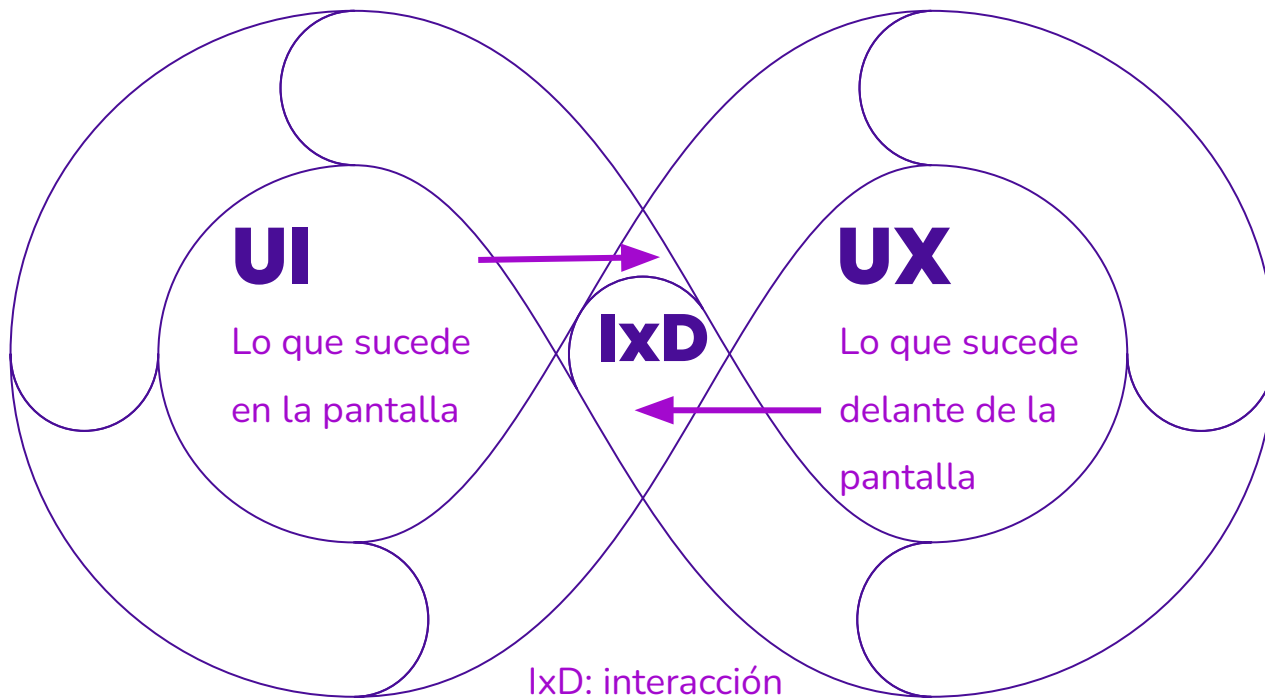 UI
Lo que sucede
en la pantalla
IxD
UX
Lo que sucede
delante de la
pantalla
IxD: interacción